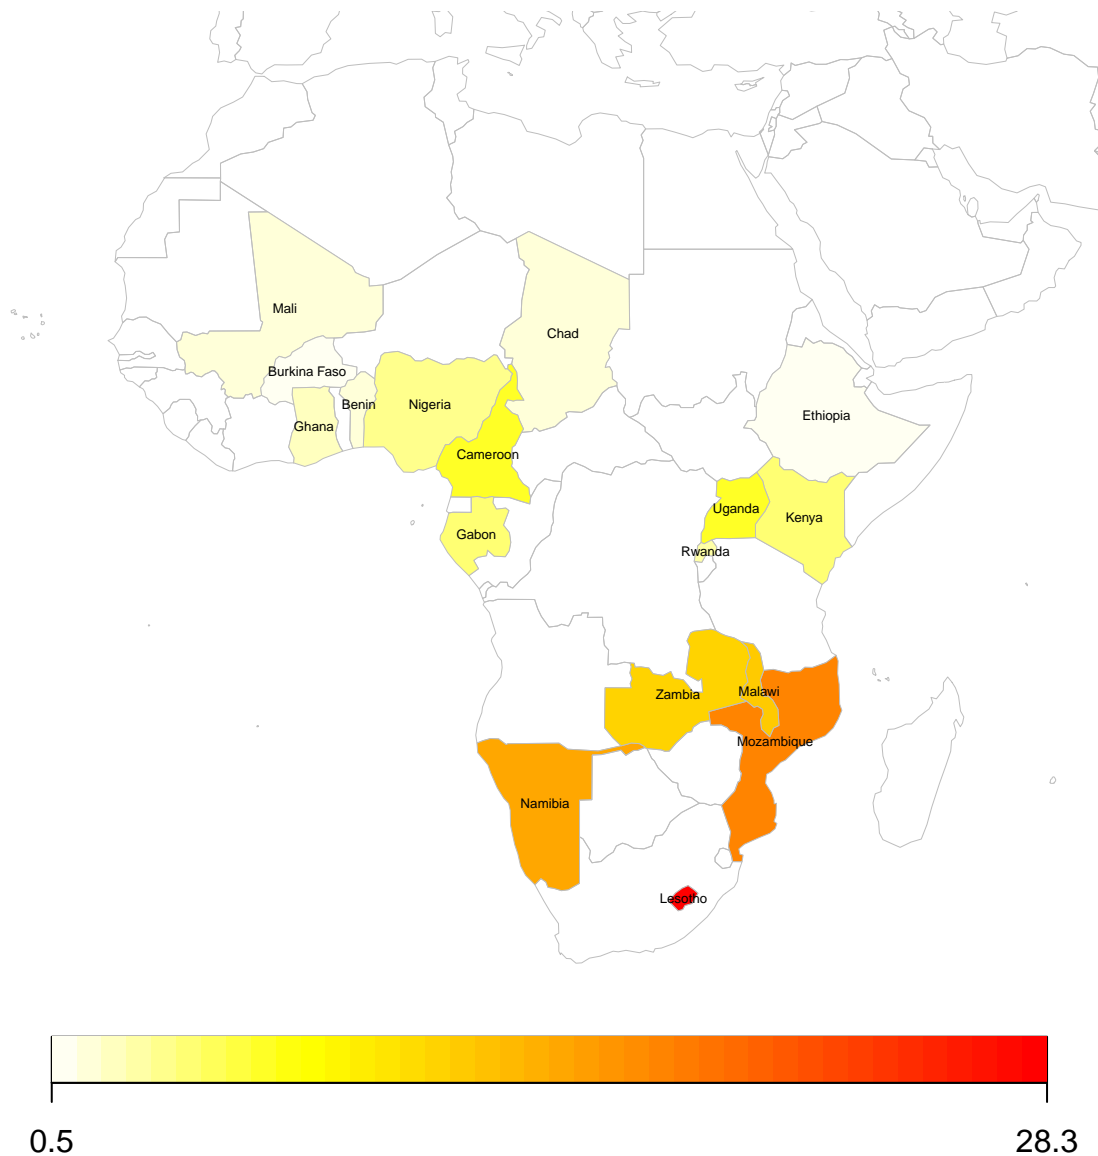 Mali
Chad
Burkina Faso
Benin
Nigeria
Ethiopia
Ghana
Cameroon
Uganda
Kenya
Gabon
Rwanda
Zambia
Malawi
Mozambique
Namibia
Lesotho
0.5
28.3